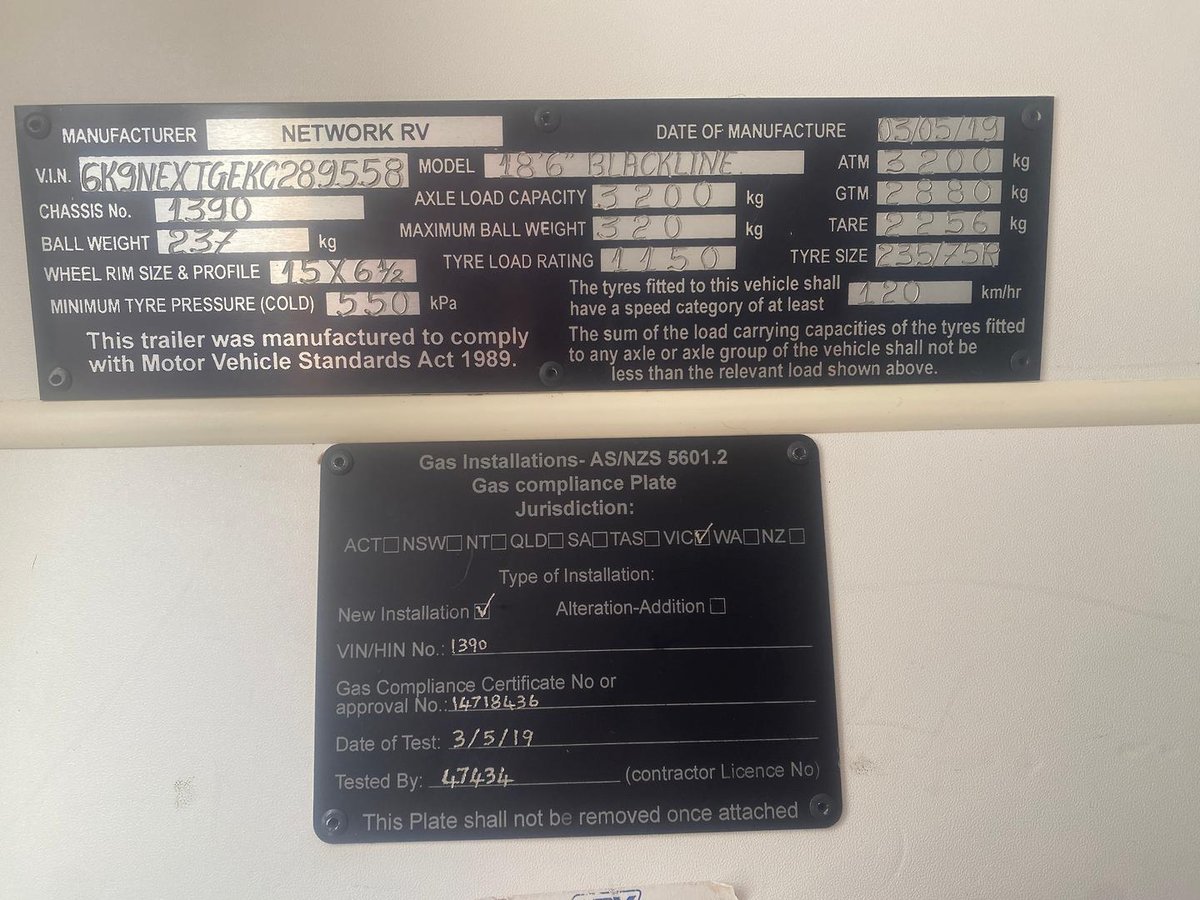 MANUFACTURER NETWORK RV DATE OF MANUFACTURE 03/05/19
V.I.N. 6K9NEXTGEKC289558 MODEL 18'6" BLACKLINE ATM 3200 kg
CHASSIS No. 1390 AXLE LOAD CAPACITY 3200 kg GTM 2880 kg
BALL WEIGHT 237 kg MAXIMUM BALL WEIGHT 320 kg TARE 2256 kg
WHEEL RIM SIZE & PROFILE 15 X 6 1/2 TYRE LOAD RATING 1150 TYRE SIZE 235/75R
MINIMUM TYRE PRESSURE (COLD) 550 kPa
The tyres fitted to this vehicle shall
have a speed category of at least 120 km/hr
This trailer was manufactured to comply
with Motor Vehicle Standards Act 1989.
The sum of the load carrying capacities of the tyres fitted
to any axle or axle group of the vehicle shall not be
less than the relevant load shown above.
Gas Installations- AS/NZS 5601.2
Gas compliance Plate
Jurisdiction:
ACT☐ NSW☐ NT☐ QLD☐ SA☐ TAS☐ VIC☑ WA☐ NZ☐
Type of Installation:
New Installation ☑ Alteration-Addition ☐
VIN/HIN No.: 1390
Gas Compliance Certificate No or
approval No.: 14718436
Date of Test: 3/5/19
Tested By: 47434 (contractor Licence No)
This Plate shall not be removed once attached